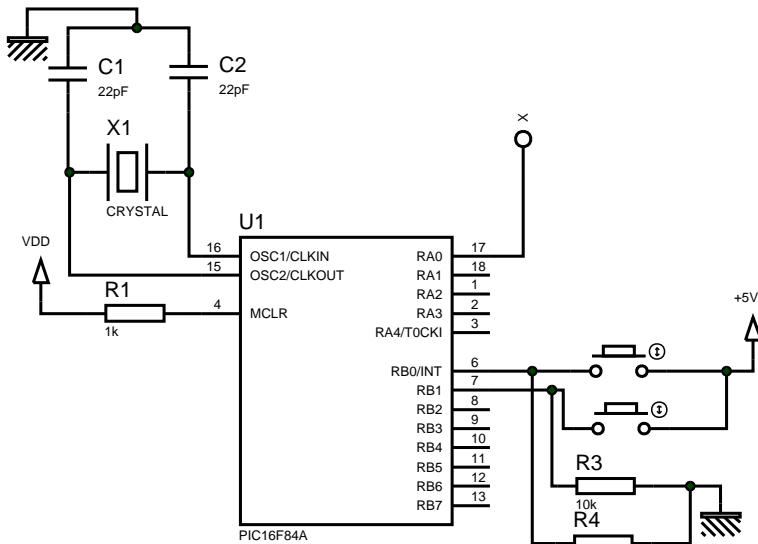 C1
22pF
C2
22pF
X1
CRYSTAL
X
VDD
R1
1k
U1
16 OSC1/CLKIN
15 OSC2/CLKOUT
4 MCLR
RA0 17
RA1 18
RA2 1
RA3 2
RA4/T0CKI 3
RB0/INT 6
RB1 7
RB2 8
RB3 9
RB4 10
RB5 11
RB6 12
RB7 13
PIC16F84A
+5V
R3
10k
R4